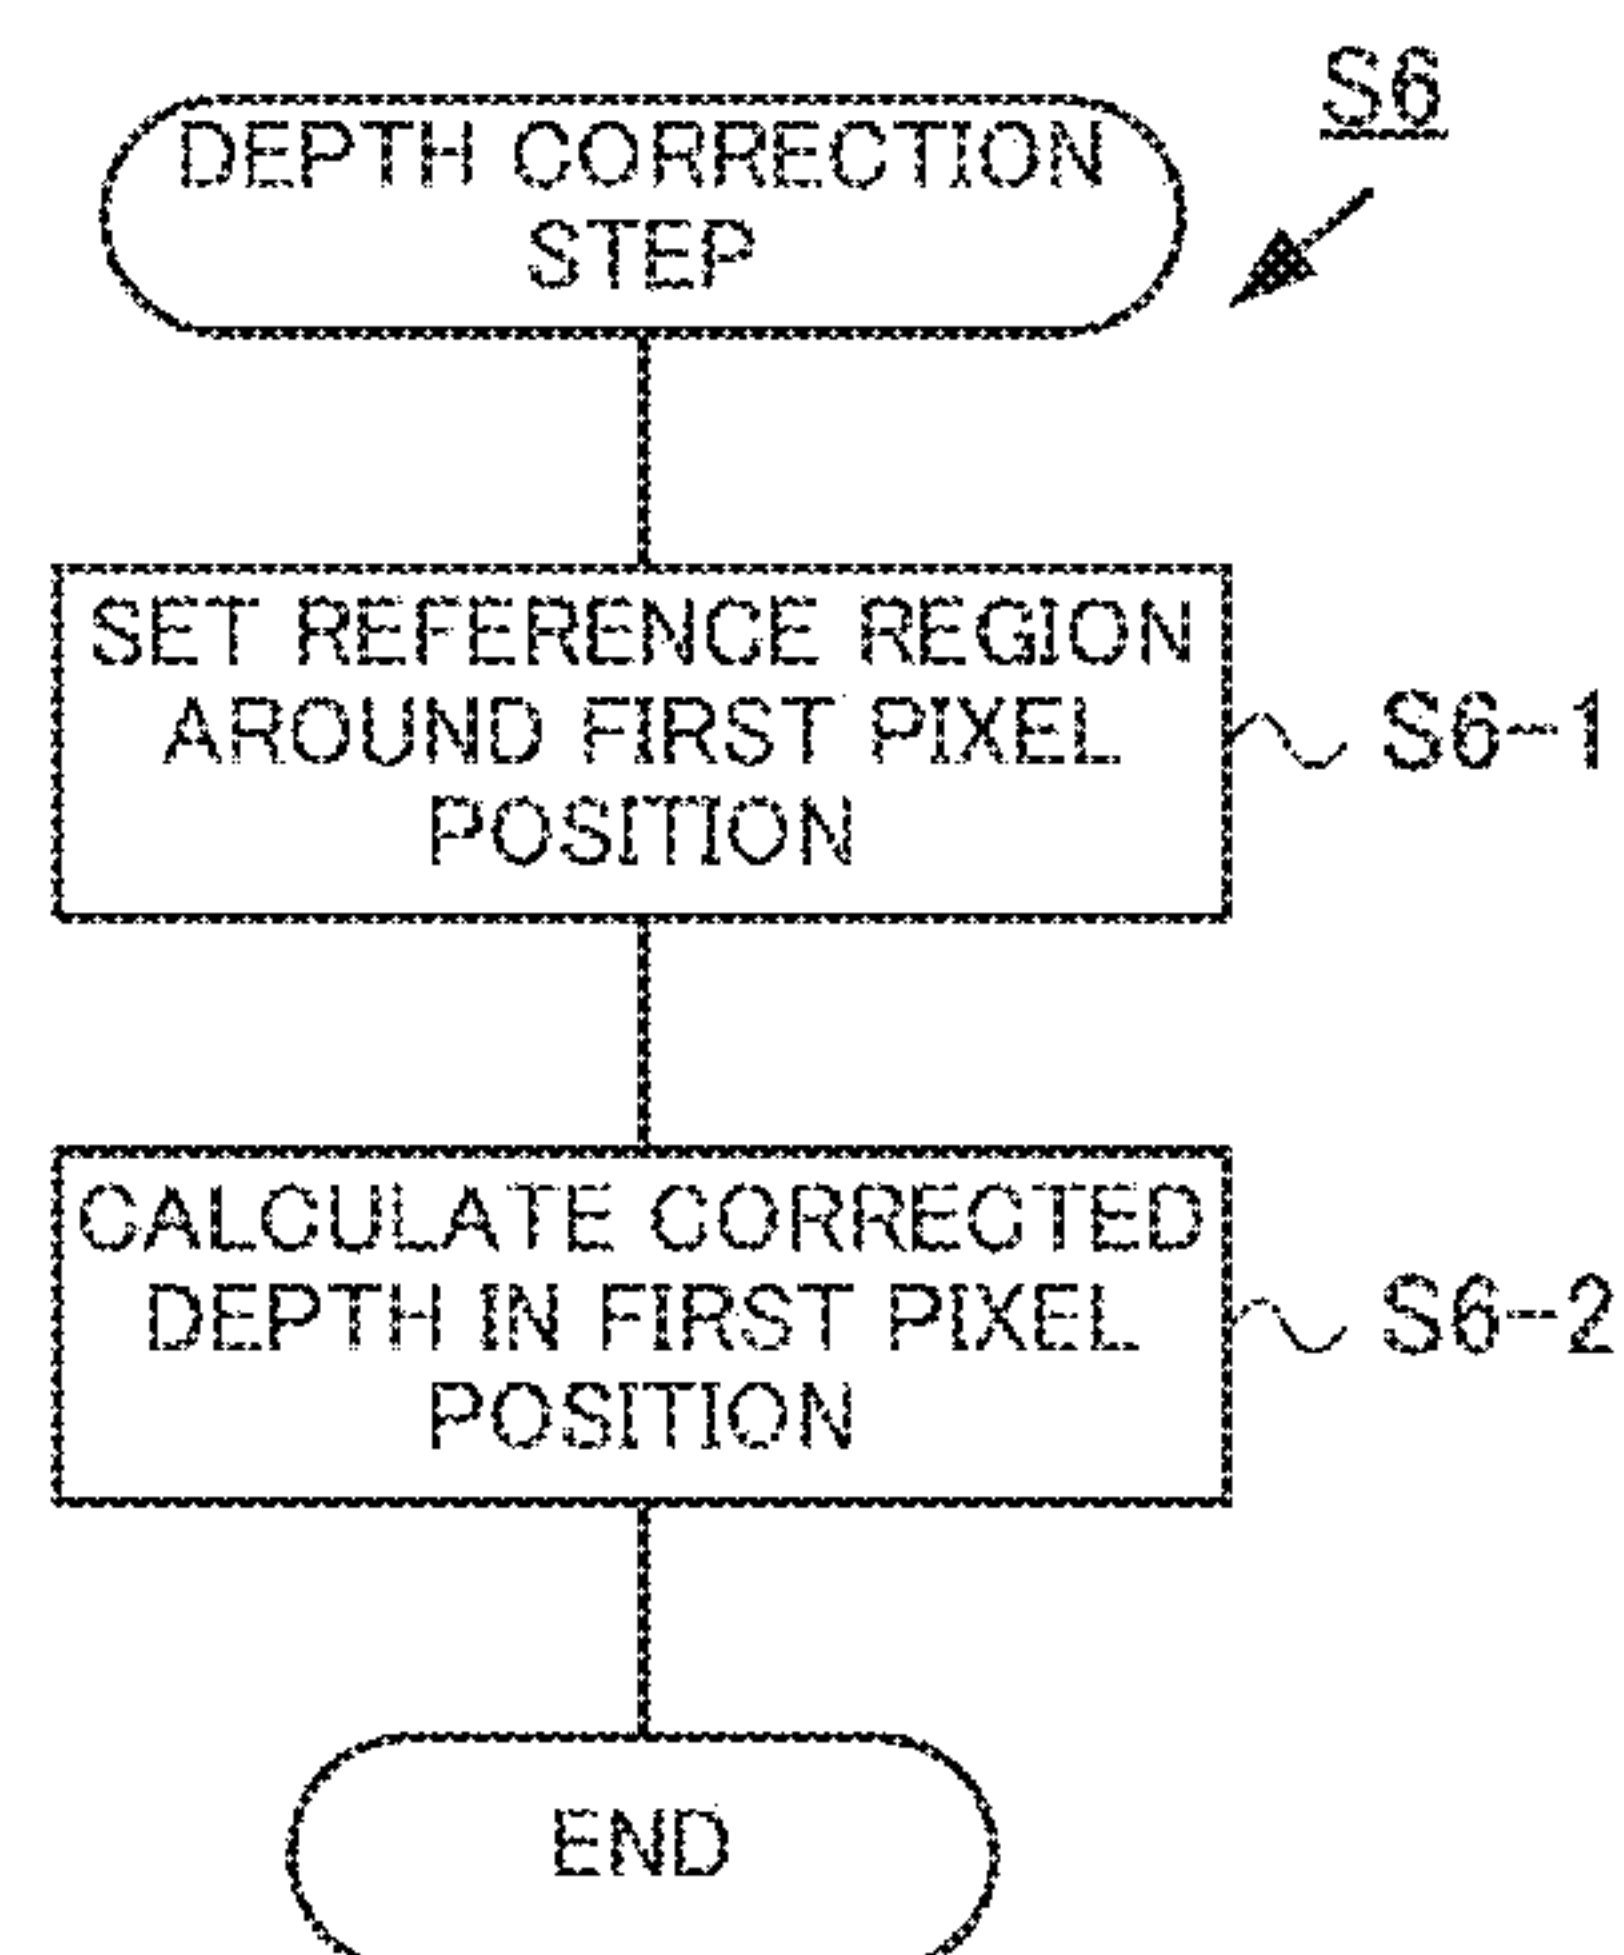 S6
DEPTH CORRECTION
STEP
SET REFERENCE REGION
AROUND FIRST PIXEL
POSITION
S6-1
CALCULATE CORRECTED
DEPTH IN FIRST PIXEL
POSITION
S6-2
END